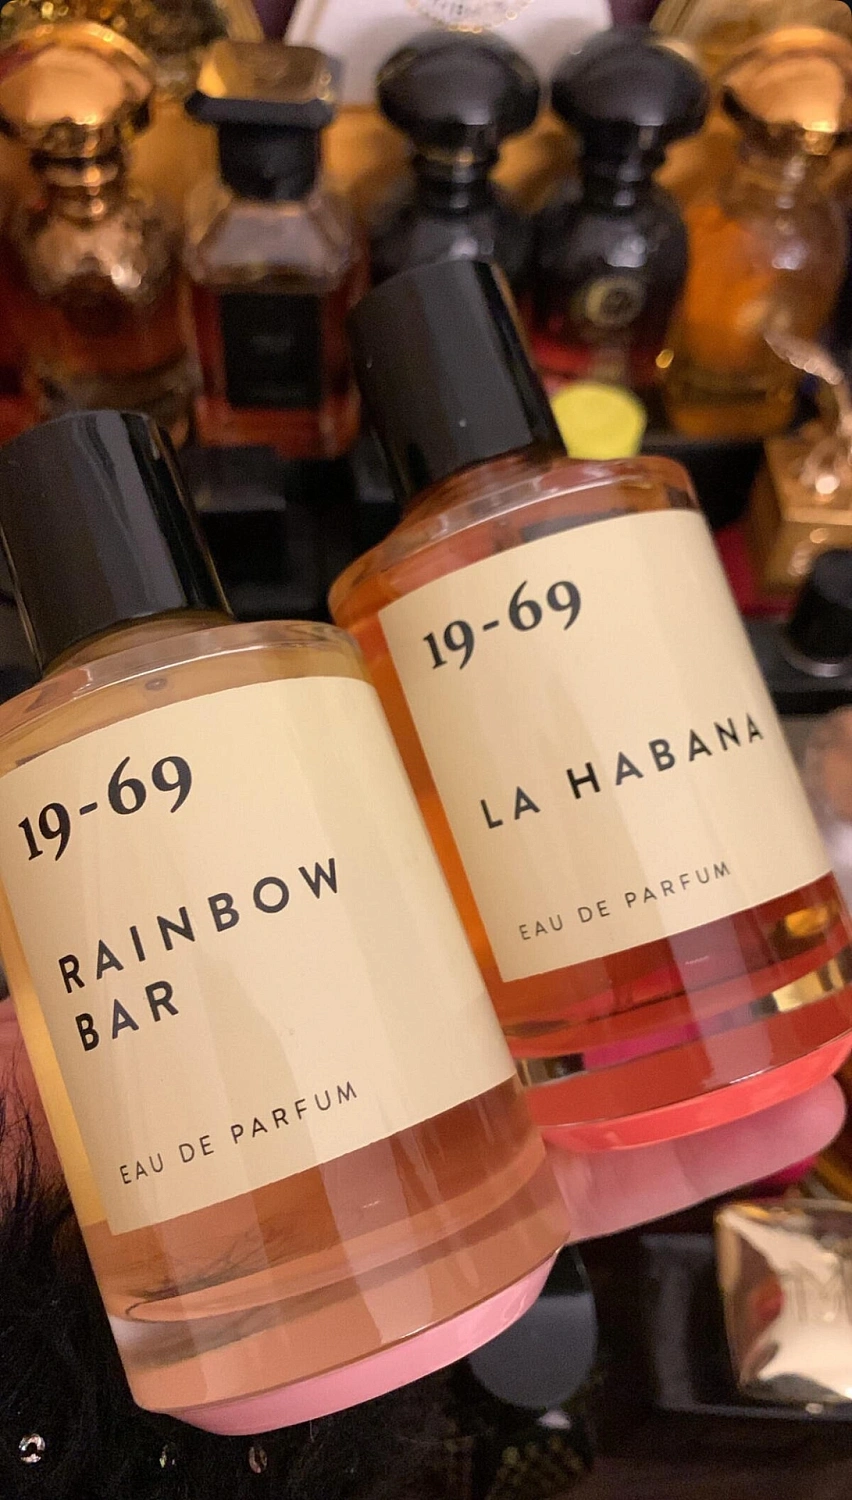 19-69
RAINBOW
BAR
EAU DE PARFUM
19-69
LA HABANA
EAU DE PARFUM